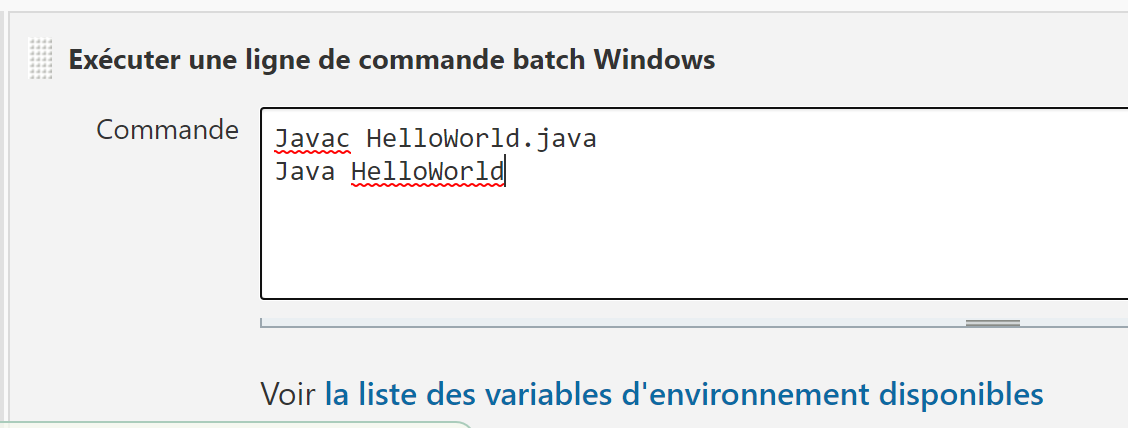 Exécuter une ligne de commande batch Windows
Commande
Javac HelloWorld.java
Java HelloWorld
Voir la liste des variables d'environnement disponibles